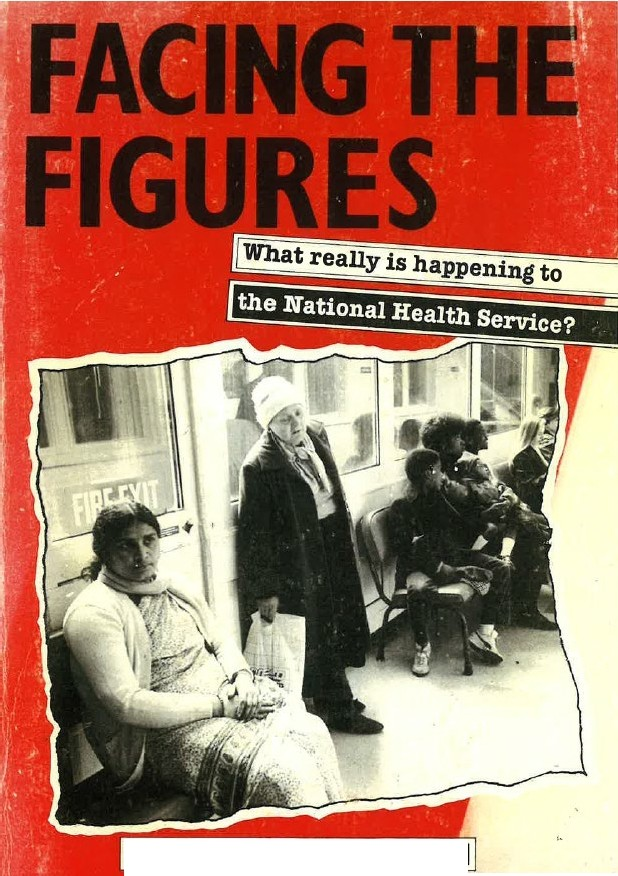 FACING THE
FIGURES
What really is happening to
the National Health Service?
FIRE EXIT